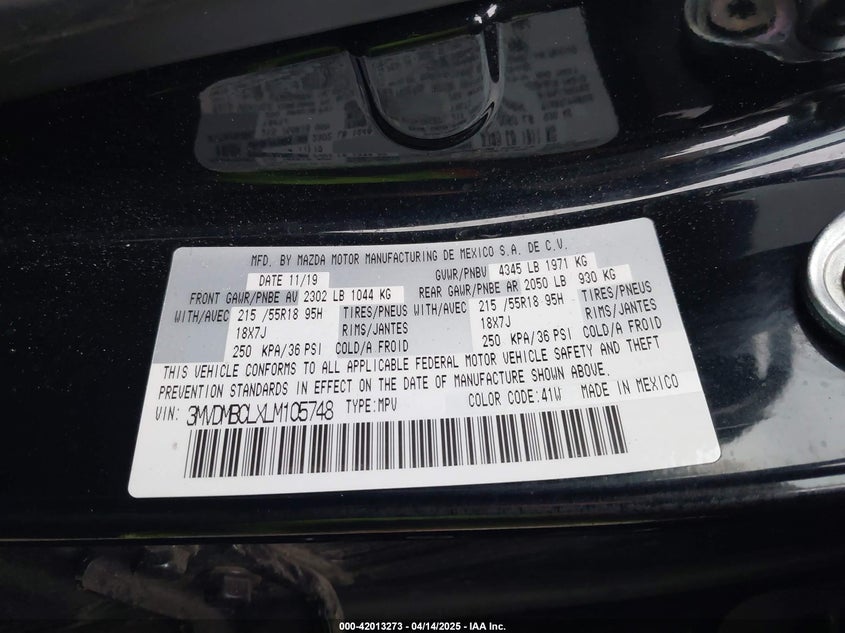 MFD. BY MAZDA MOTOR MANUFACTURING DE MEXICO S.A. DE C.V.
DATE 11/19 GVWR/PNBV 4345 LB 1971 KG
FRONT GAWR/PNBE AV 2302 LB 1044 KG REAR GAWR/PNBE AR 2050 LB 930 KG
WITH/AVEC 215 /55R18 95H TIRES/PNEUS WITH/AVEC 215 /55R18 95H TIRES/PNEUS
18X7J RIMS/JANTES 18X7J RIMS/JANTES
250 KPA/36 PSI COLD/A FROID 250 KPA/36 PSI COLD/A FROID
THIS VEHICLE CONFORMS TO ALL APPLICABLE FEDERAL MOTOR VEHICLE SAFETY AND THEFT
PREVENTION STANDARDS IN EFFECT ON THE DATE OF MANUFACTURE SHOWN ABOVE.
VIN: 3MVDMBCLXLM105748 TYPE:MPV COLOR CODE:41W MADE IN MEXICO
000-42013273 | 04/14/2025 - IAA Inc.